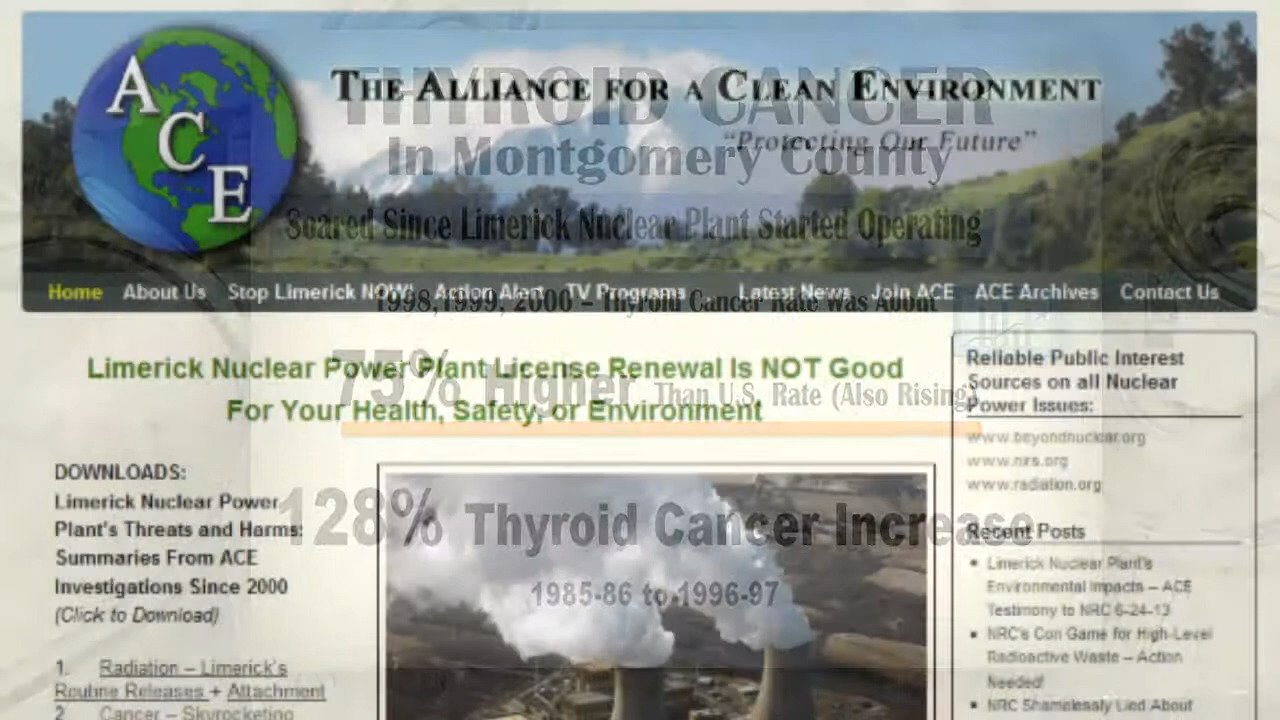 ACE
THE ALLIANCE FOR A CLEAN ENVIRONMENT
"Protecting Our Future"
THYROID CANCER
In Montgomery County
Soared Since Limerick Nuclear Plant Started Operating
Home About Us Stop Limerick NOW! Action Alert TV Programs Latest News Join ACE ACE Archives Contact Us
1998,1999, 2000 – Thyroid Cancer Rate Was About
75% Higher Than U.S. Rate (Also Rising)
128% Thyroid Cancer Increase
1985-86 to 1996-97
Limerick Nuclear Power Plant License Renewal Is NOT Good
For Your Health, Safety, or Environment
DOWNLOADS:
Limerick Nuclear Power
Plant's Threats and Harms:
Summaries From ACE
Investigations Since 2000
(Click to Download)
1. Radiation – Limerick's
Routine Releases + Attachment
2 Cancer – Skyrocketing
Reliable Public Interest
Sources on all Nuclear
Power Issues:
www.beyondnuclear.org
www.nirs.org
www.radiation.org
Recent Posts
Limerick Nuclear Plant's
Environmental Impacts – ACE
Testimony to NRC 6-24-13
NRC's Con Game for High-Level
Radioactive Waste – Action
Needed!
NRC Shamelessly Lied About